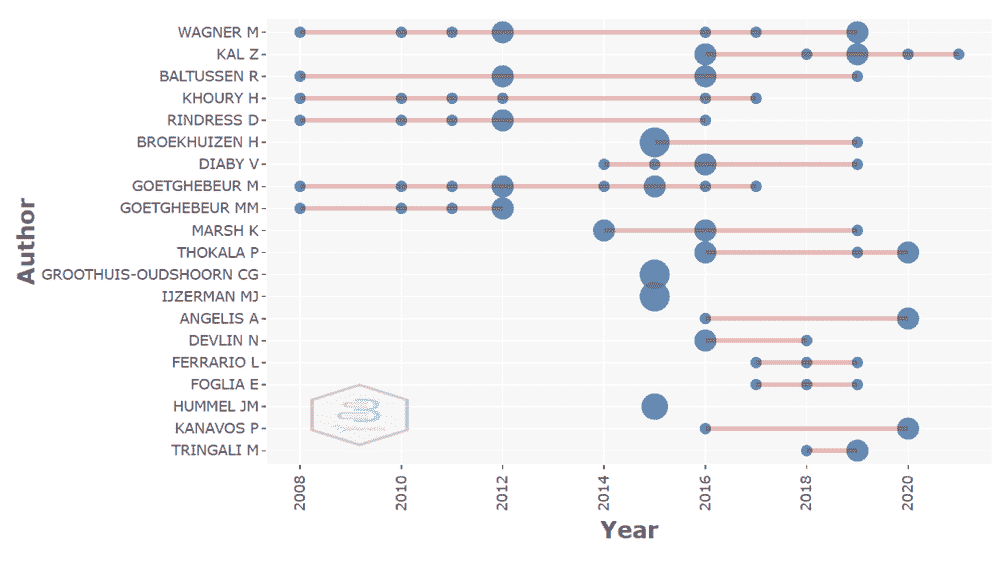 WAGNER M
KAL Z
BALTUSSEN R
KHOURY H
RINDRESS D
BROEKHUIZEN H
DIABY V
GOETGHEBEUR M
GOETGHEBEUR MM
MARSH K
THOKALA P
GROOTHUIS-OUDSHOORN CG
IJZERMAN MJ
ANGELIS A
DEVLIN N
FERRARIO L
FOGLIA E
HUMMEL JM
KANAVOS P
TRINGALI M
Author
2008 2010 2012 2014 2016 2018 2020
Year